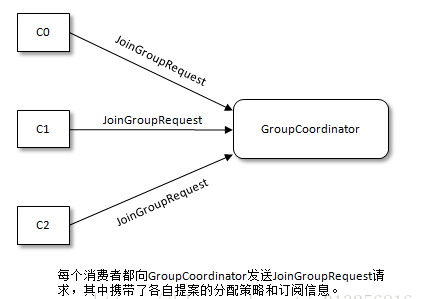 C0
JoinGroupRequest
C1
JoinGroupRequest
GroupCoordinator
JoinGroupRequest
C2
每个消费者都向GroupCoordinator发送JoinGroupRequest请
求，其中携带了各自提案的分配策略和订阅信息。